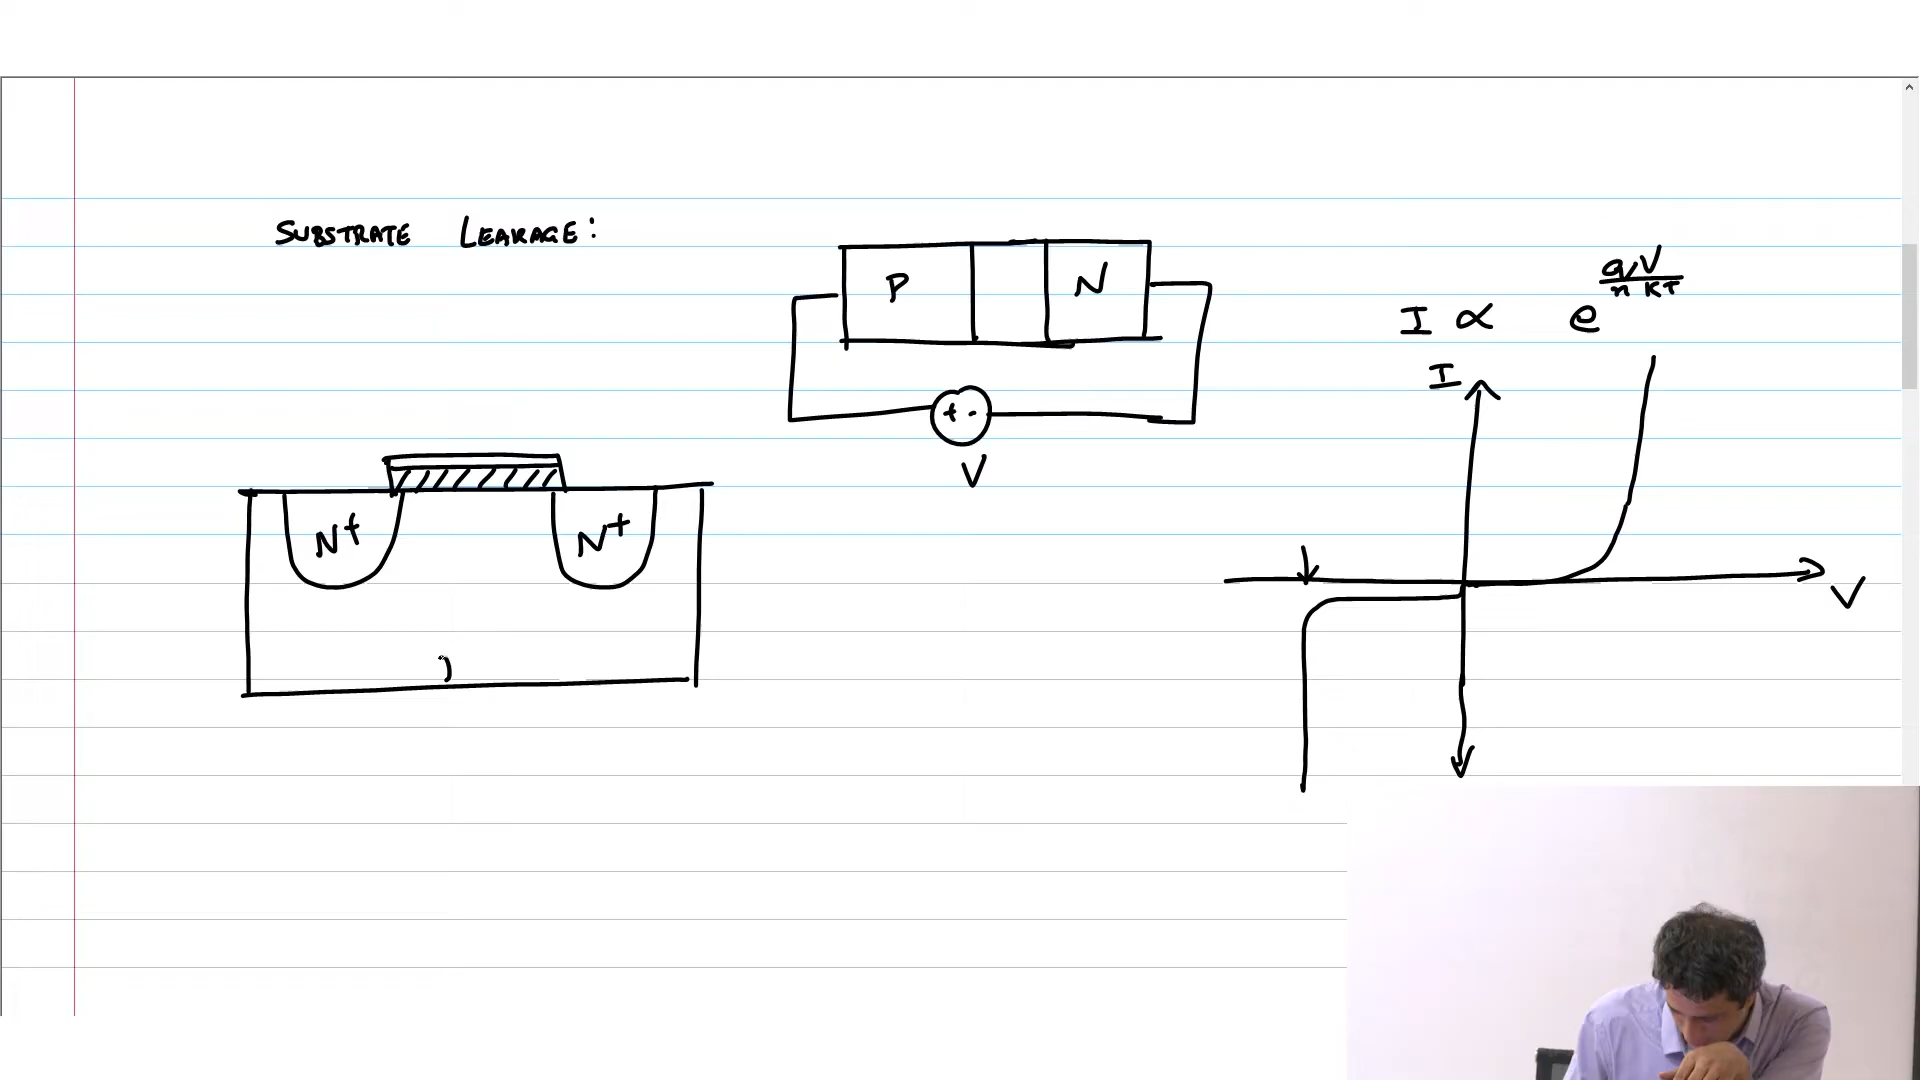 SUBSTRATE LEAKAGE:
P N
+ -
V
I ∝ e^(qV/nKT)
I
V
N+ N+